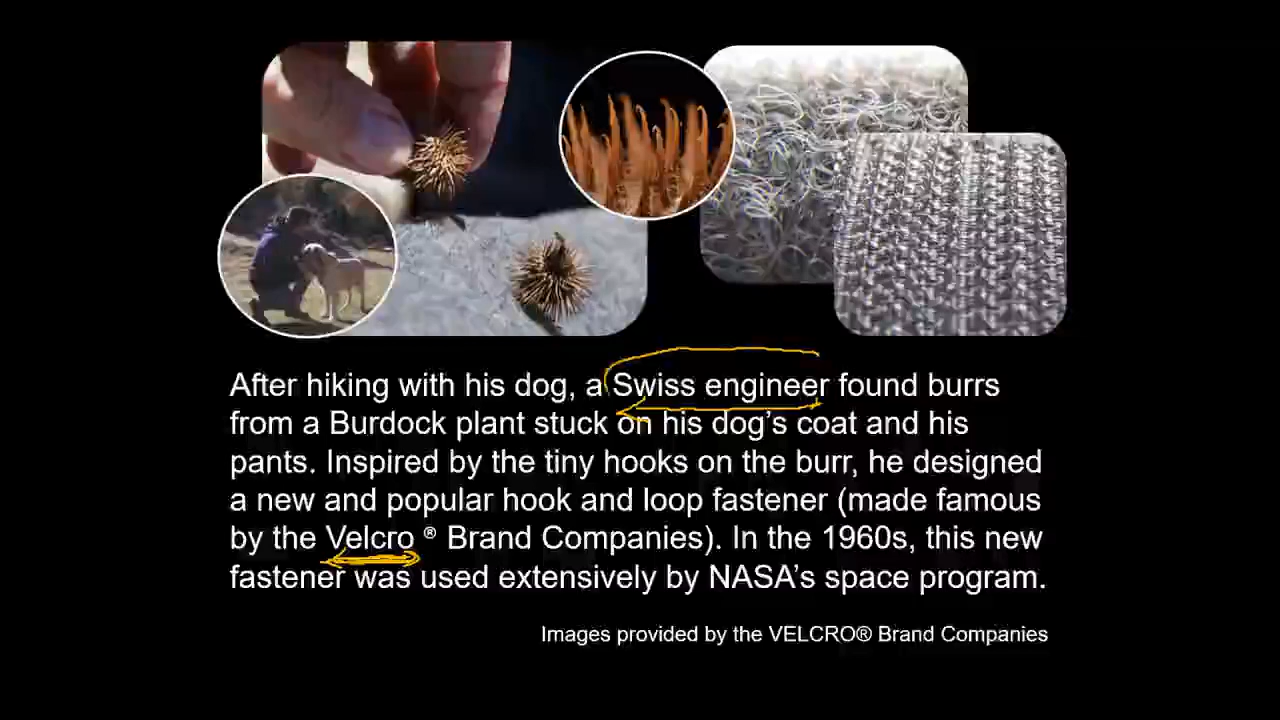 After hiking with his dog, a Swiss engineer found burrs
from a Burdock plant stuck on his dog’s coat and his
pants. Inspired by the tiny hooks on the burr, he designed
a new and popular hook and loop fastener (made famous
by the Velcro ® Brand Companies). In the 1960s, this new
fastener was used extensively by NASA’s space program.
Images provided by the VELCRO® Brand Companies